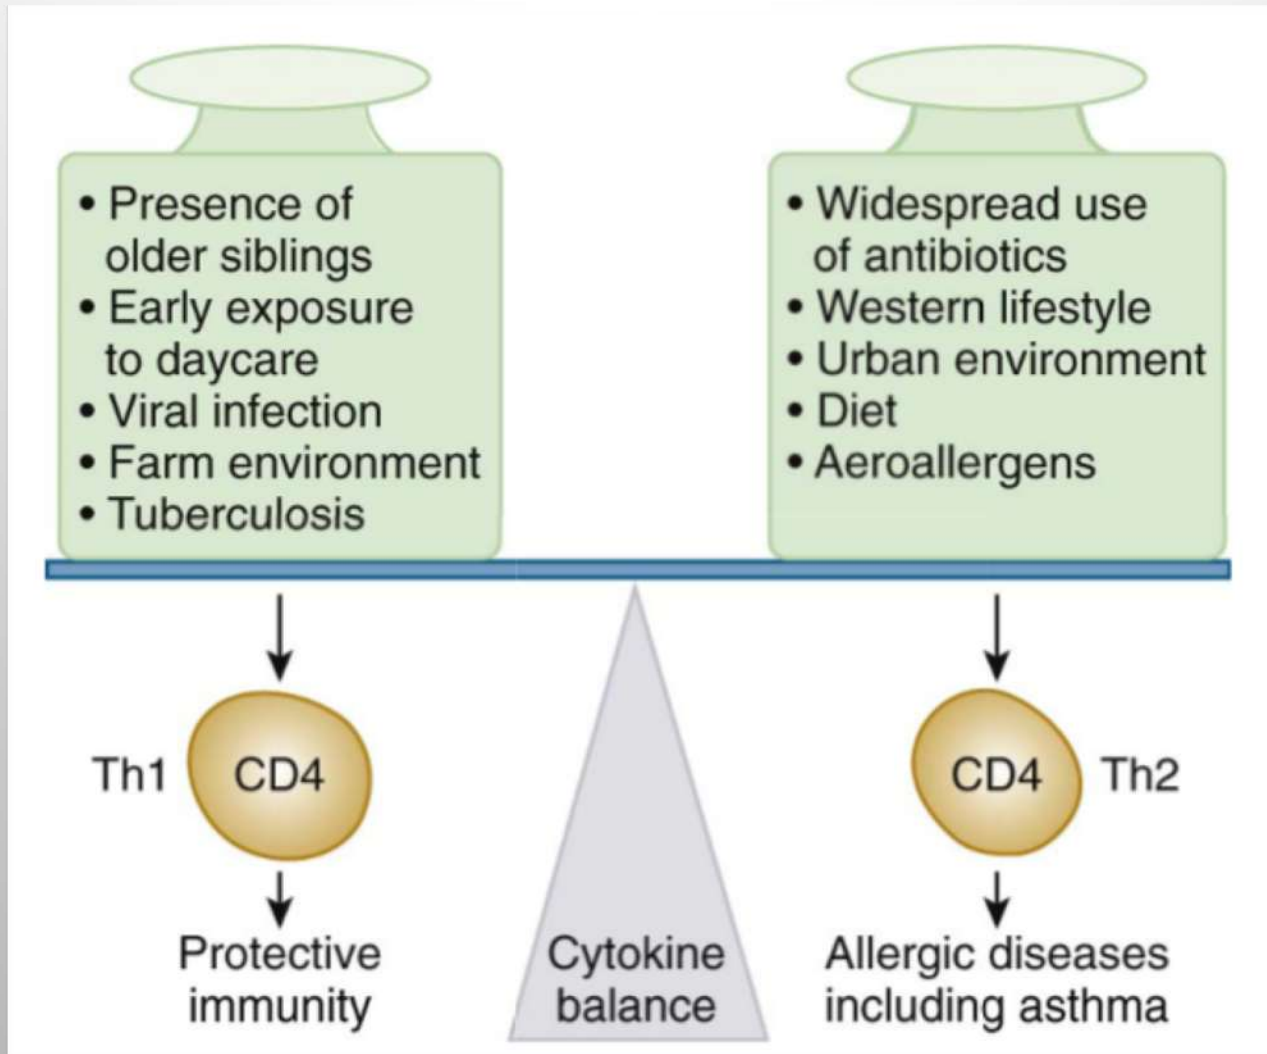 • Presence of
older siblings
• Early exposure
to daycare
• Viral infection
• Farm environment
• Tuberculosis
• Widespread use
of antibiotics
• Western lifestyle
• Urban environment
• Diet
• Aeroallergens
Th1
CD4
CD4
Th2
Protective
immunity
Cytokine
balance
Allergic diseases
including asthma